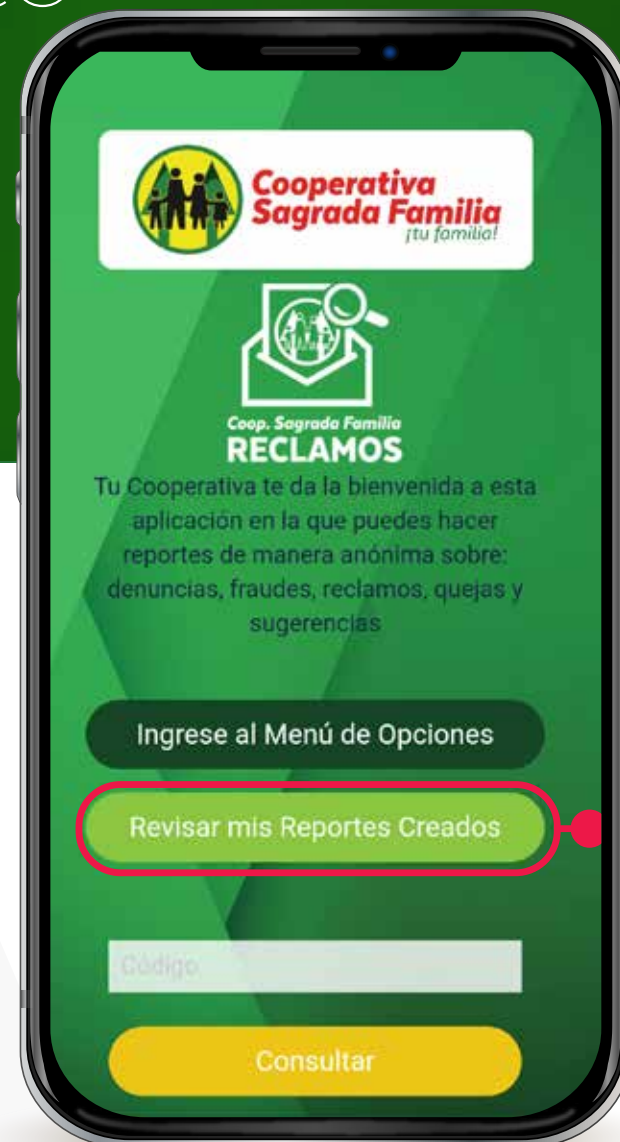 Cooperativa
Sagrada Familia
¡tu familia!
Coop. Sagrada Familia
RECLAMOS
Tu Cooperativa te da la bienvenida a esta
aplicación en la que puedes hacer
reportes de manera anónima sobre:
denuncias, fraudes, reclamos, quejas y
sugerencias
Ingrese al Menú de Opciones
Revisar mis Reportes Creados
Código
Consultar